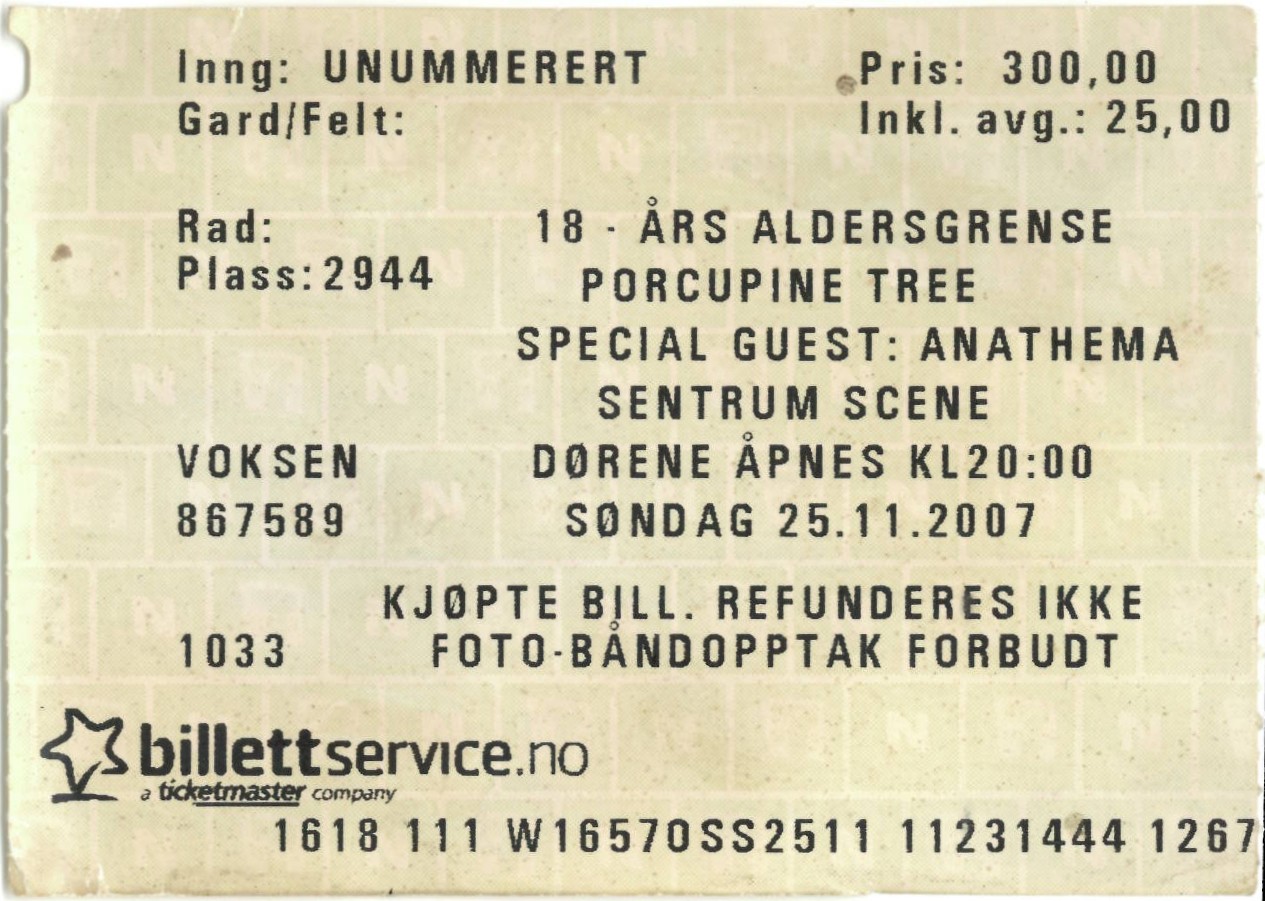 Inng: UNUMMERERT Pris: 300,00
Gard/Felt: Inkl. avg.: 25,00
Rad: 18 - ÅRS ALDERSGRENSE
Plass:2944 PORCUPINE TREE
SPECIAL GUEST: ANATHEMA
SENTRUM SCENE
VOKSEN DØRENE ÅPNES KL20:00
867589 SØNDAG 25.11.2007
KJØPTE BILL. REFUNDERES IKKE
1033 FOTO-BÅNDOPPTAK FORBUDT
billettservice.no
a ticketmaster company
1618 111 W16570SS2511 11231444 1267